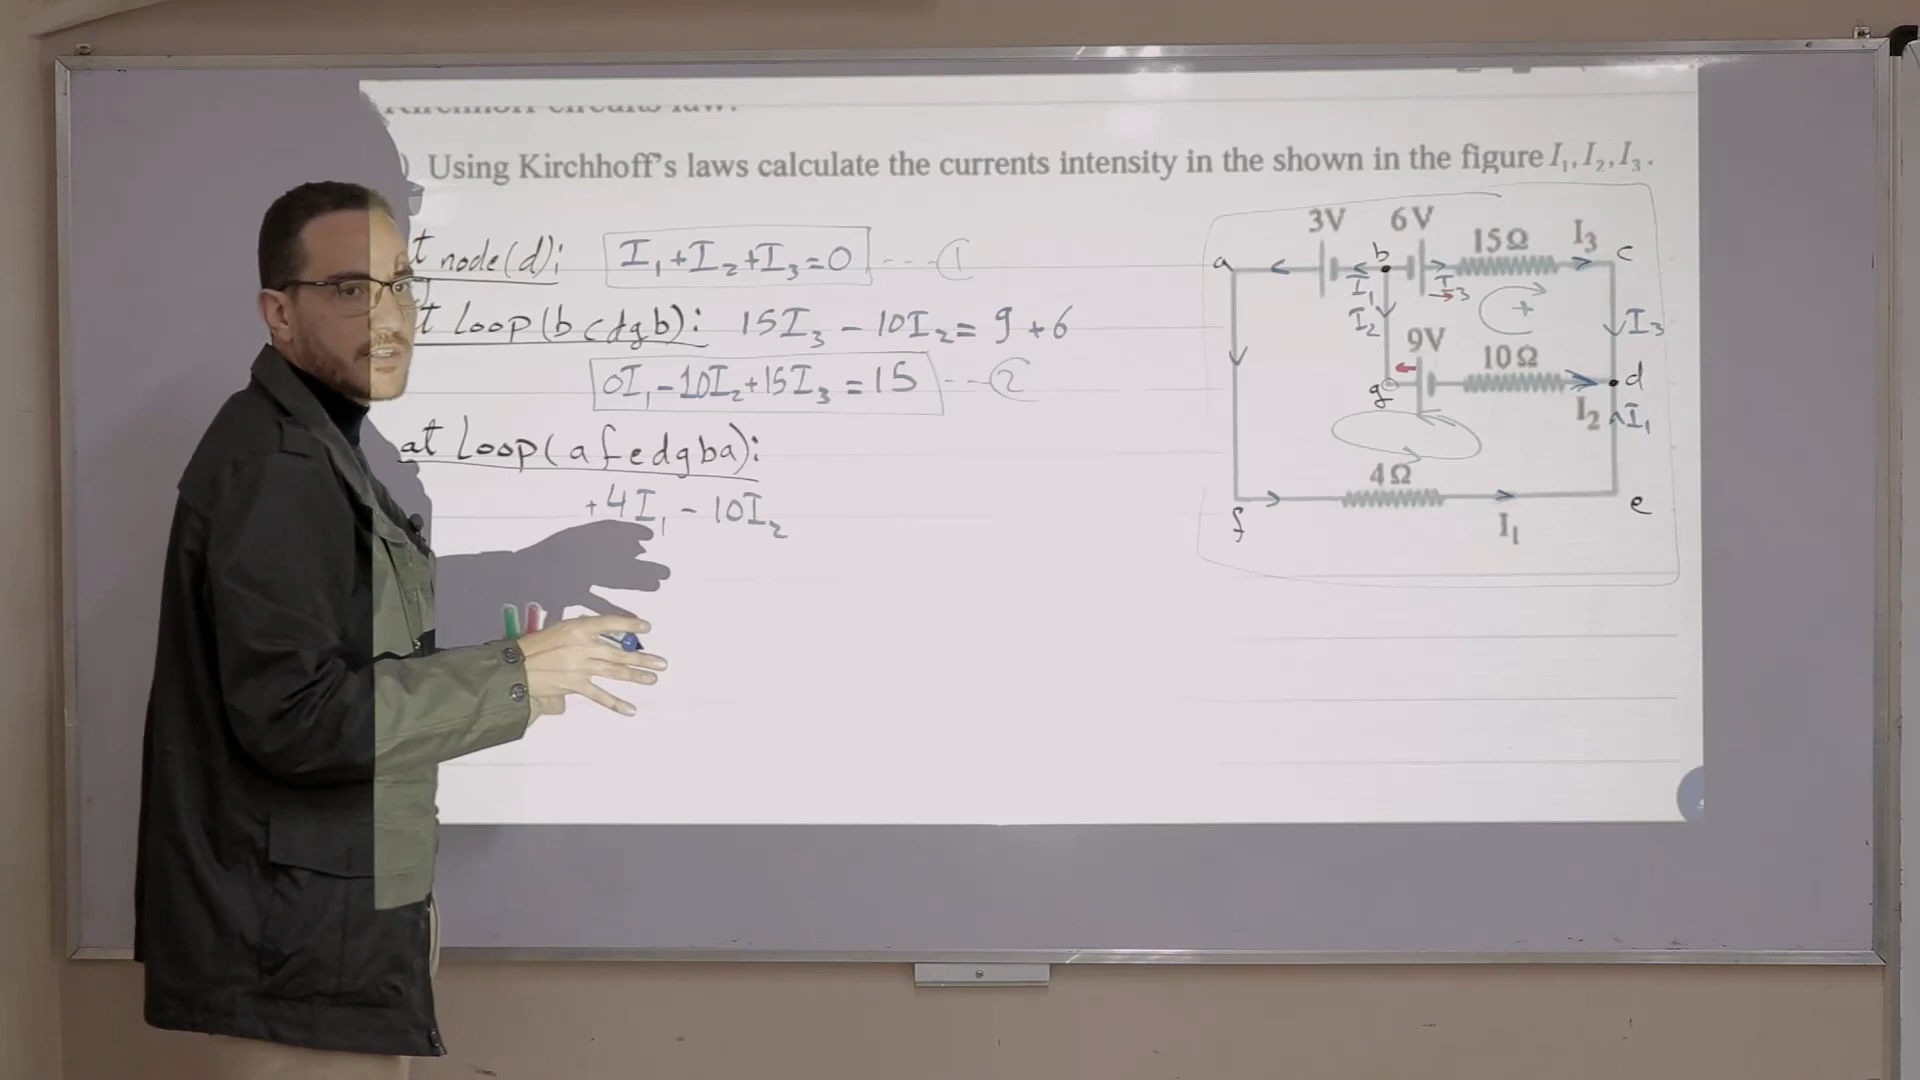 ) Using Kirchhoff's laws calculate the currents intensity in the shown in the figure I₁, I₂, I₃.
t node(d): I₁+I₂+I₃=0 ---①
t Loop(bcdgb): 15I₃ - 10I₂ = 9 + 6
0I₁-10I₂+15I₃ = 15 ---②
at Loop(afedgba):
+4I₁ - 10I₂
3V 6V 15Ω I₃
a b c
I₁ I₃
I₂ + I₃
9V 10Ω
g d
I₂ I₁
4Ω
f e
I₁